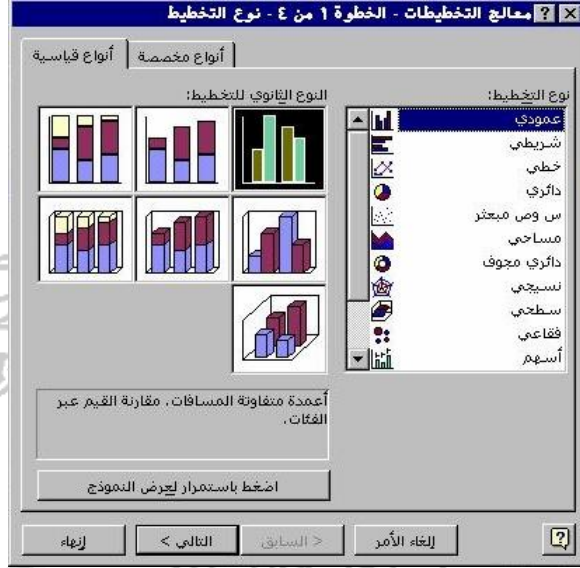 معالج التخطيطات - الخطوة ١ من ٤ - نوع التخطيط
أنواع قياسية
أنواع مخصصة
نوع التخطيط:
عمودي
شريطي
خطي
دائري
س وص مبعثر
مساحي
دائري مجوف
نسيجي
سطحي
فقاعي
أسهم
النوع الثانوي للتخطيط:
أعمدة متفاوتة المسافات، مقارنة القيم عبر
الفئات،
اضغط باستمرار لعرض النموذج
إلغاء الأمر
< السابق
التالي >
إنهاء